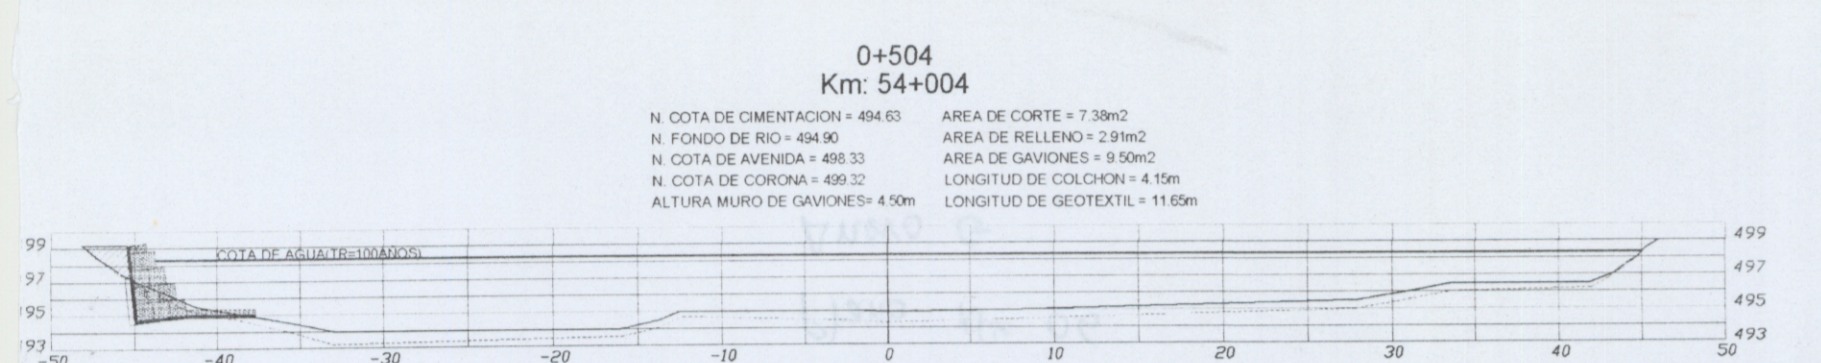 0+504
Km: 54+004
N. COTA DE CIMENTACION = 494.63 AREA DE CORTE = 7.38m2
N. FONDO DE RIO = 494.90 AREA DE RELLENO = 2.91m2
N. COTA DE AVENIDA = 498.33 AREA DE GAVIONES = 9.50m2
N. COTA DE CORONA = 499.32 LONGITUD DE COLCHON = 4.15m
ALTURA MURO DE GAVIONES= 4.50m LONGITUD DE GEOTEXTIL = 11.65m
99 499
COTA DE AGUA(TR=100AÑOS)
97 497
95 495
93 493
-50 -40 -30 -20 -10 0 10 20 30 40 50